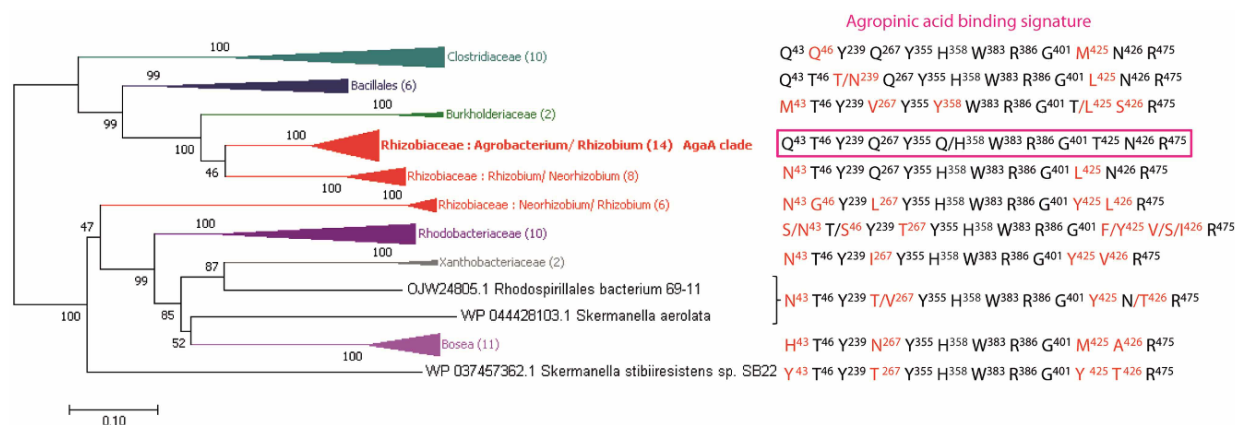 Agropinic acid binding signature
100
Clostridiaceae (10)
Q43 Q46 Y239 Q267 Y355 H358 W383 R386 G401 M425 N426 R475
99
Bacillales (6)
Q43 T46 T/N239 Q267 Y355 H358 W383 R386 G401 L425 N426 R475
99
100
Burkholderiaceae (2)
M43 T46 Y239 V267 Y355 Y358 W383 R386 G401 T/L425 S426 R475
100
100
Rhizobiaceae : Agrobacterium/ Rhizobium (14) AgaA clade
Q43 T46 Y239 Q267 Y355 Q/H358 W383 R386 G401 T425 N426 R475
46
100
Rhizobiaceae : Rhizobium/ Neorhizobium (8)
N43 T46 Y239 Q267 Y355 H358 W383 R386 G401 L425 N426 R475
100
Rhizobiaceae : Neorhizobium/ Rhizobium (6)
N43 G46 Y239 L267 Y355 H358 W383 R386 G401 Y425 L426 R475
47
100
Rhodobacteriaceae (10)
S/N43 T/S46 Y239 T267 Y355 H358 W383 R386 G401 F/Y425 V/S/I426 R475
99
87
100
Xanthobacteriaceae (2)
N43 T46 Y239 I267 Y355 H358 W383 R386 G401 Y425 V426 R475
OJW24805.1 Rhodospirillales bacterium 69-11
N43 T46 Y239 T/V267 Y355 H358 W383 R386 G401 Y425 N/T426 R475
85
WP 044428103.1 Skermanella aerolata
52
100
Bosea (11)
H43 T46 Y239 N267 Y355 H358 W383 R386 G401 M425 A426 R475
100
WP 037457362.1 Skermanella stibiiresistens sp. SB22
Y43 T46 Y239 T267 Y355 H358 W383 R386 G401 Y425 T426 R475
0.10